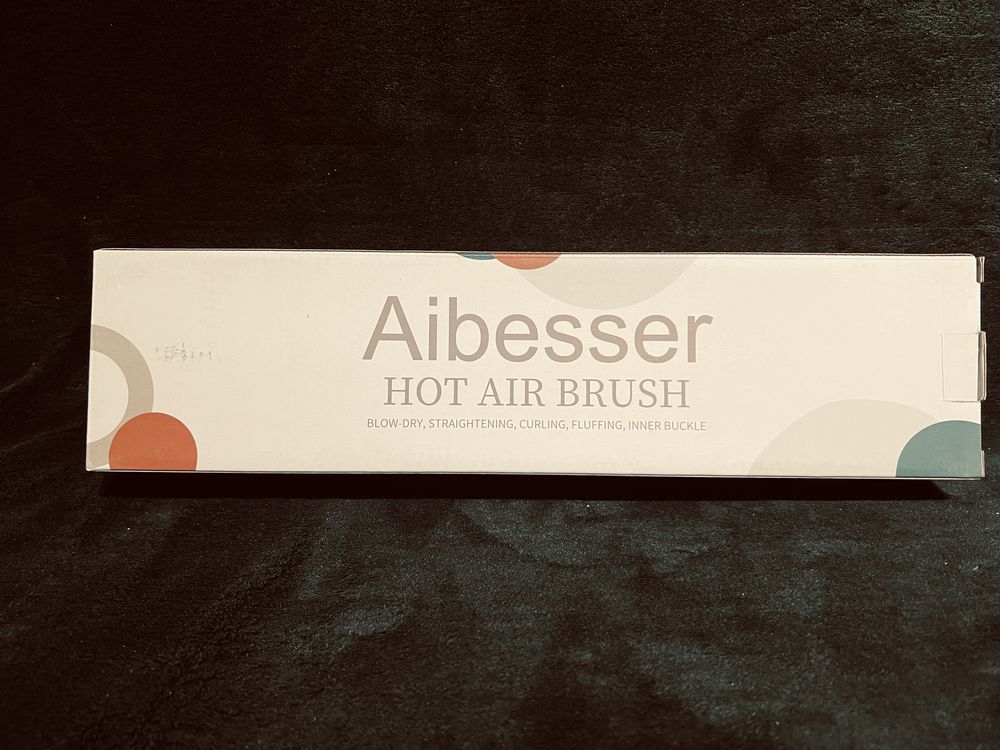 Aibesser
HOT AIR BRUSH
BLOW-DRY, STRAIGHTENING, CURLING, FLUFFING, INNER BUCKLE